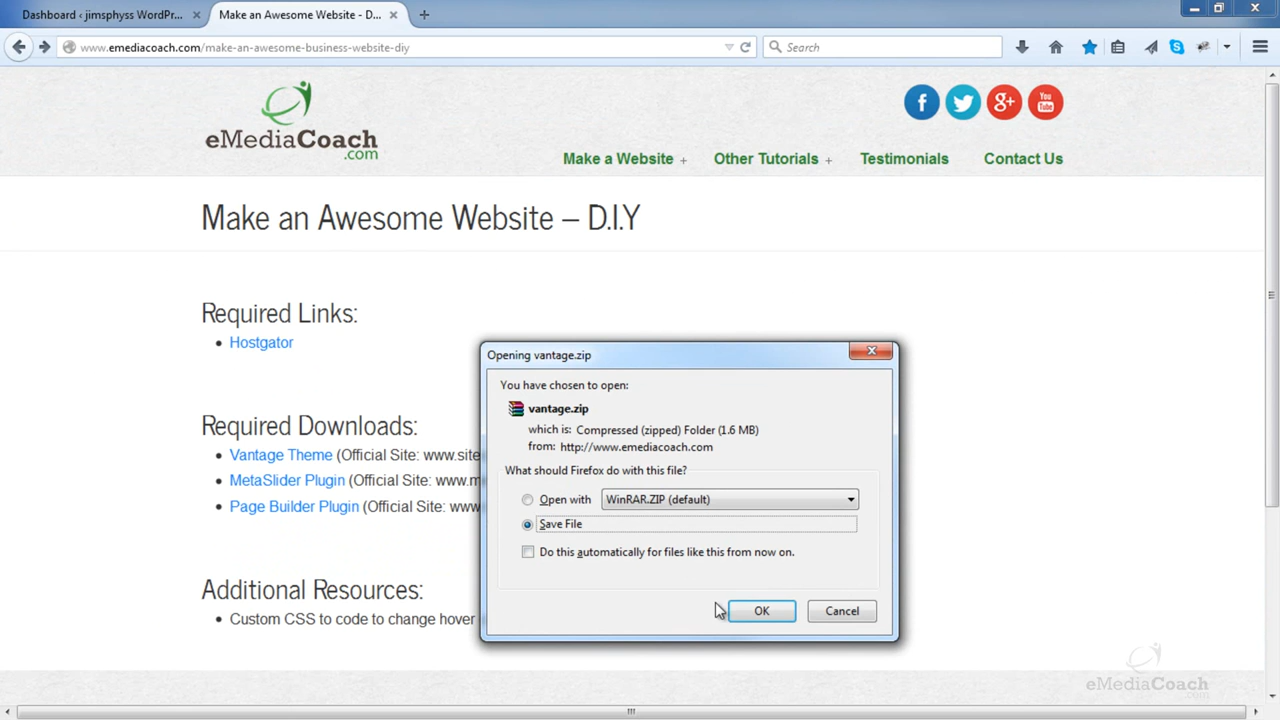 Dashboard ‹ jimsphyss WordPr...
Make an Awesome Website - D...
www.emediacoach.com/make-an-awesome-business-website-diy
Search
eMediaCoach
.com
f
g+
You
Tube
Make a Website +
Other Tutorials +
Testimonials
Contact Us
Make an Awesome Website – D.I.Y
Required Links:
Hostgator
Required Downloads:
Vantage Theme (Official Site: www.site
MetaSlider Plugin (Official Site: www.m
Page Builder Plugin (Official Site: www
Additional Resources:
Custom CSS to code to change hover
Opening vantage.zip
You have chosen to open:
vantage.zip
which is: Compressed (zipped) Folder (1.6 MB)
from: http://www.emediacoach.com
What should Firefox do with this file?
Open with
WinRAR.ZIP (default)
Save File
Do this automatically for files like this from now on.
OK
Cancel
eMediaCoach
.com